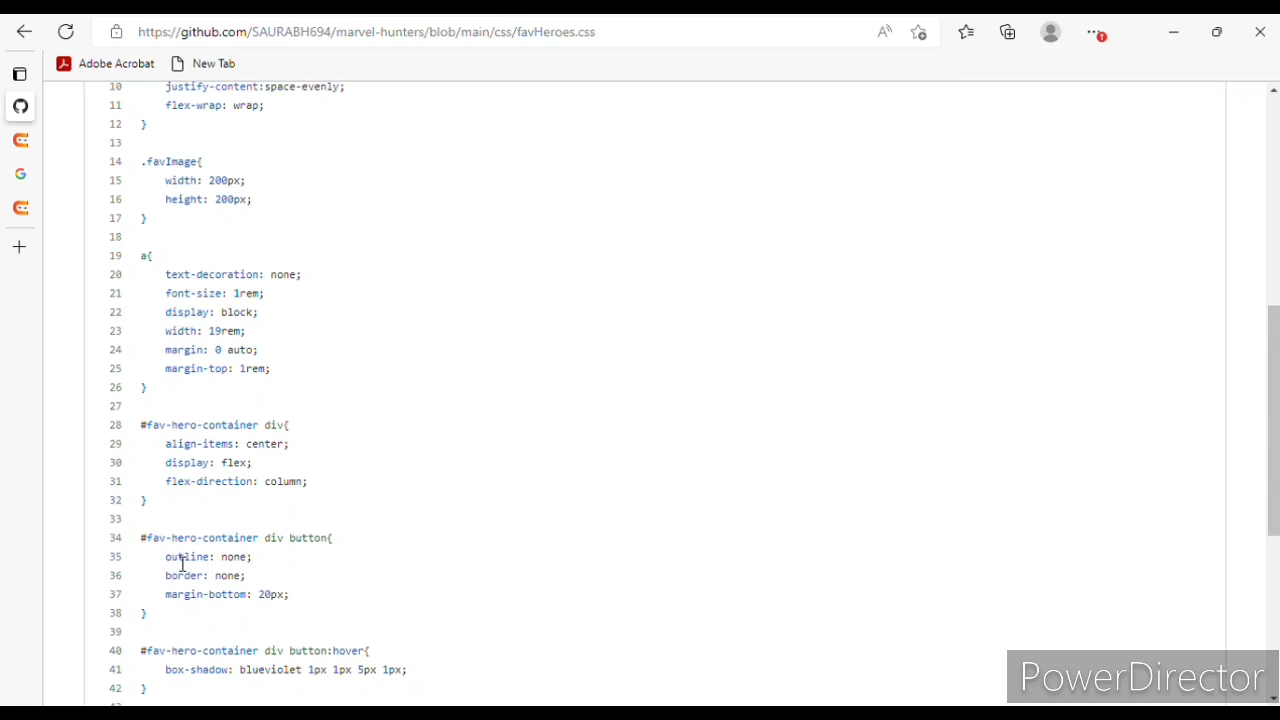 https://github.com/SAURABH694/marvel-hunters/blob/main/css/favHeroes.css
Adobe Acrobat New Tab
10 justify-content:space-evenly;
11 flex-wrap: wrap;
12 }
13
14 .favImage{
15 width: 200px;
16 height: 200px;
17 }
18
19 a{
20 text-decoration: none;
21 font-size: 1rem;
22 display: block;
23 width: 19rem;
24 margin: 0 auto;
25 margin-top: 1rem;
26 }
27
28 #fav-hero-container div{
29 align-items: center;
30 display: flex;
31 flex-direction: column;
32 }
33
34 #fav-hero-container div button{
35 outline: none;
36 border: none;
37 margin-bottom: 20px;
38 }
39
40 #fav-hero-container div button:hover{
41 box-shadow: blueviolet 1px 1px 5px 1px;
42 }
PowerDirector